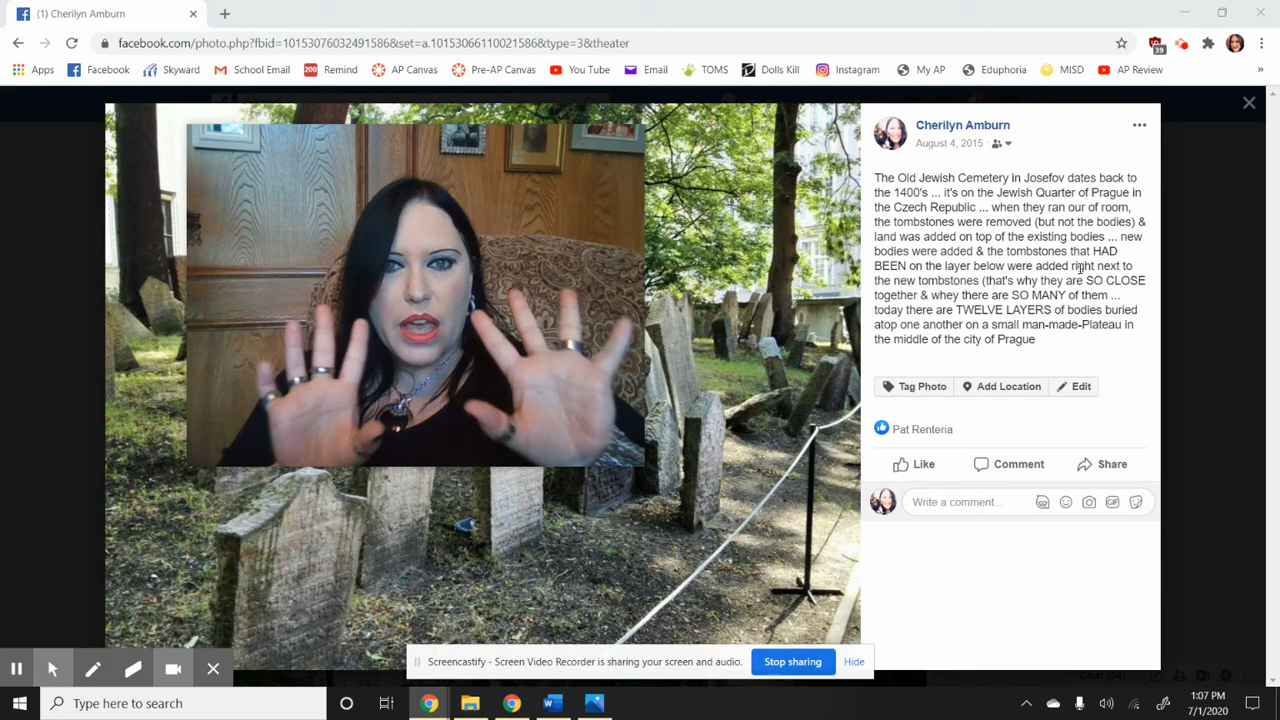 (1) Cherilyn Amburn
facebook.com/photo.php?fbid=10153076032491586&set=a.10153066110021586&type=3&theater
39
Apps Facebook Skyward School Email 200 Remind AP Canvas Pre-AP Canvas You Tube Email TOMS Dolls Kill Instagram My AP Eduphoria MISD AP Review »
Cherilyn Amburn
August 4, 2015
The Old Jewish Cemetery in Josefov dates back to
the 1400's ... it's on the Jewish Quarter of Prague in
the Czech Republic ... when they ran our of room,
the tombstones were removed (but not the bodies) &
land was added on top of the existing bodies ... new
bodies were added & the tombstones that HAD
BEEN on the layer below were added right next to
the new tombstones (that's why they are SO CLOSE
together & whey there are SO MANY of them ...
today there are TWELVE LAYERS of bodies buried
atop one another on a small man-made-Plateau in
the middle of the city of Prague
Tag Photo Add Location Edit
Pat Renteria
Like Comment Share
Write a comment... GIF
Screencastify - Screen Video Recorder is sharing your screen and audio. Stop sharing Hide
Chat (34)
Type here to search
1:07 PM
7/1/2020